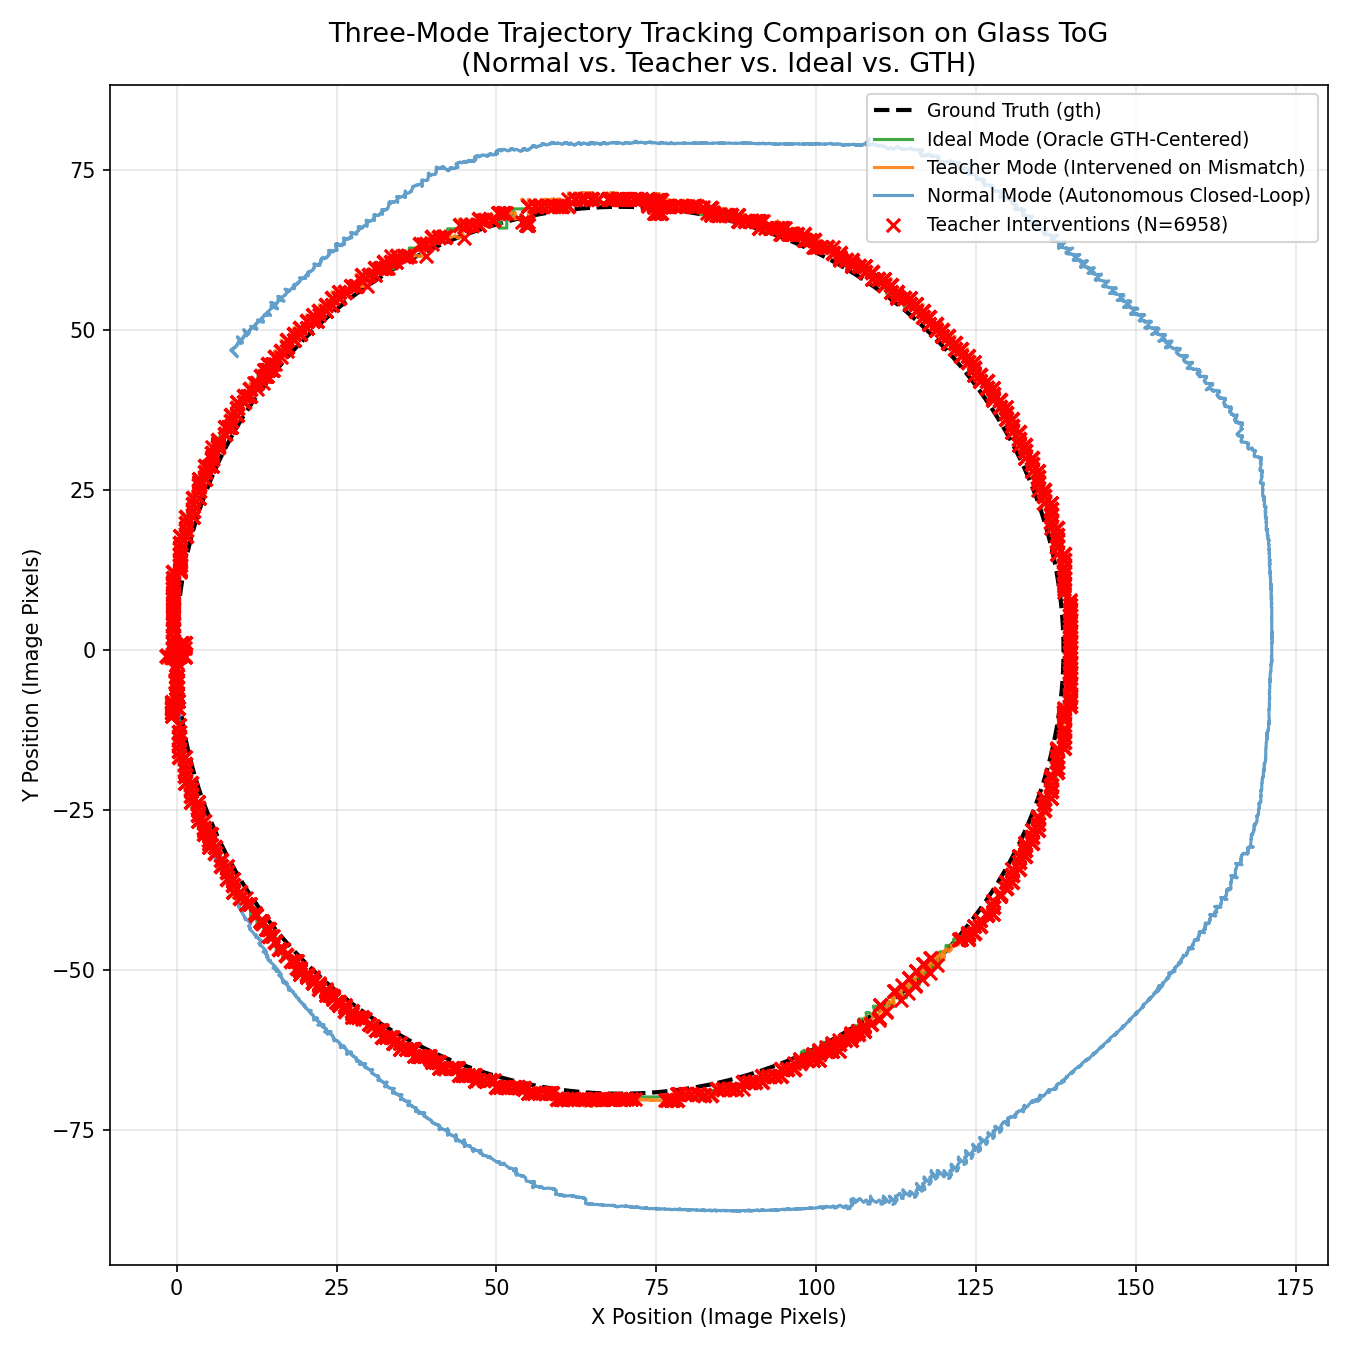 Three-Mode Trajectory Tracking Comparison on Glass ToG
(Normal vs. Teacher vs. Ideal vs. GTH)
Ground Truth (gth)
Ideal Mode (Oracle GTH-Centered)
Teacher Mode (Intervened on Mismatch)
Normal Mode (Autonomous Closed-Loop)
Teacher Interventions (N=6958)
Y Position (Image Pixels)
75
50
25
0
−25
−50
−75
0 25 50 75 100 125 150 175
X Position (Image Pixels)